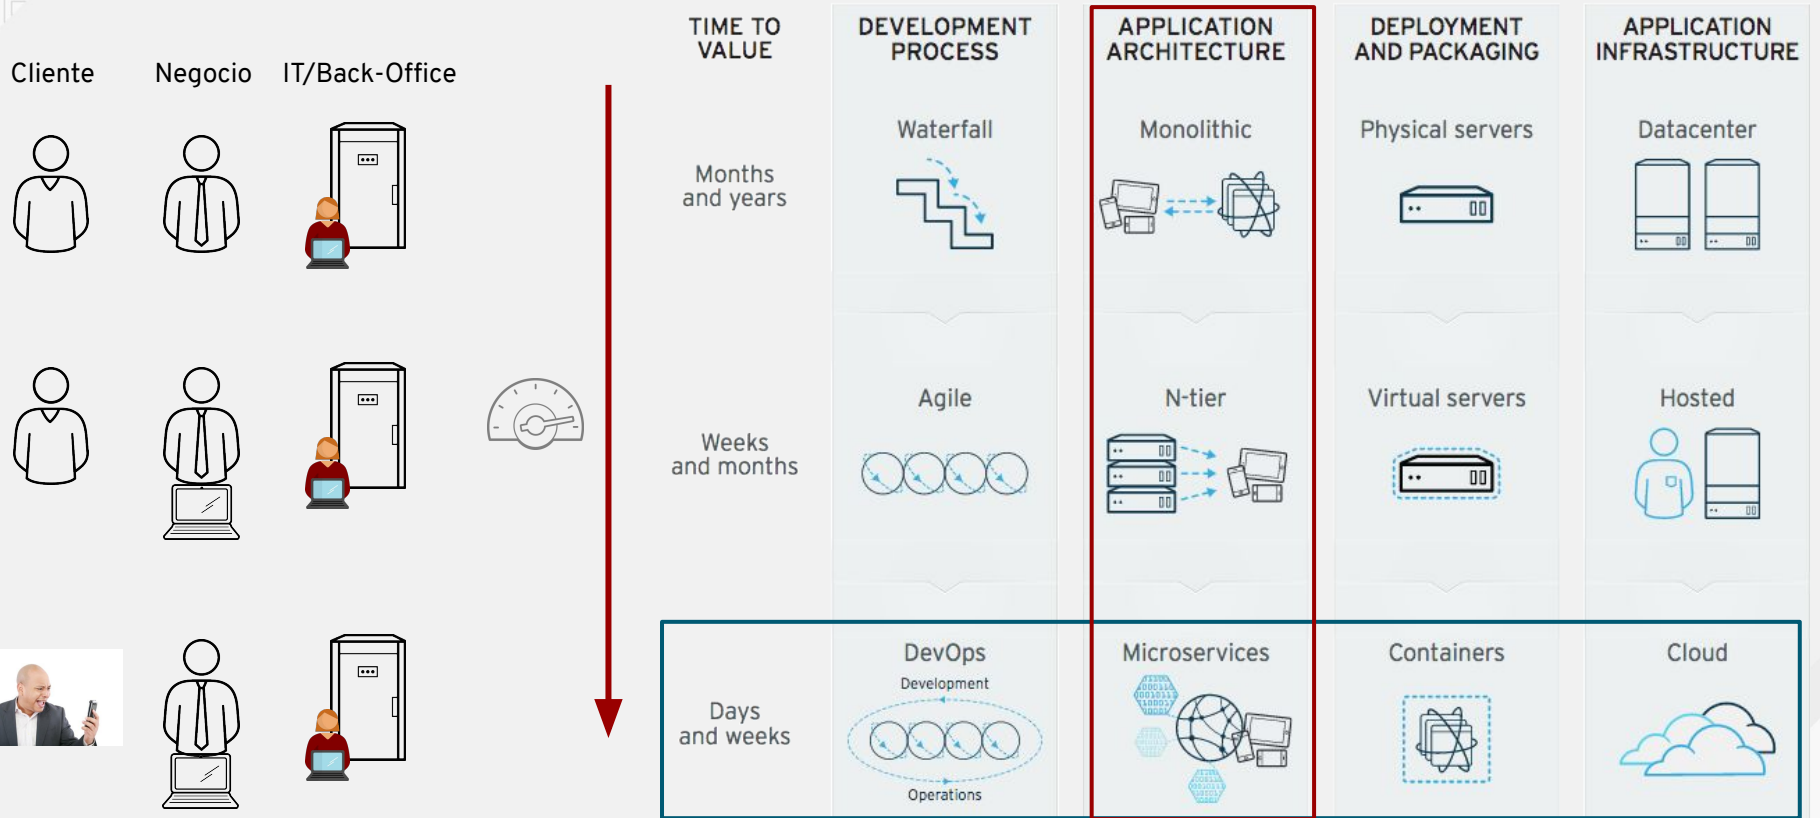 Cliente
Negocio
IT/Back-Office
TIME TO
VALUE
DEVELOPMENT
PROCESS
APPLICATION
ARCHITECTURE
DEPLOYMENT
AND PACKAGING
APPLICATION
INFRASTRUCTURE
Months
and years
Waterfall
Monolithic
Physical servers
Datacenter
Weeks
and months
Agile
N-tier
Virtual servers
Hosted
Days
and weeks
DevOps
Development
Operations
Microservices
Containers
Cloud